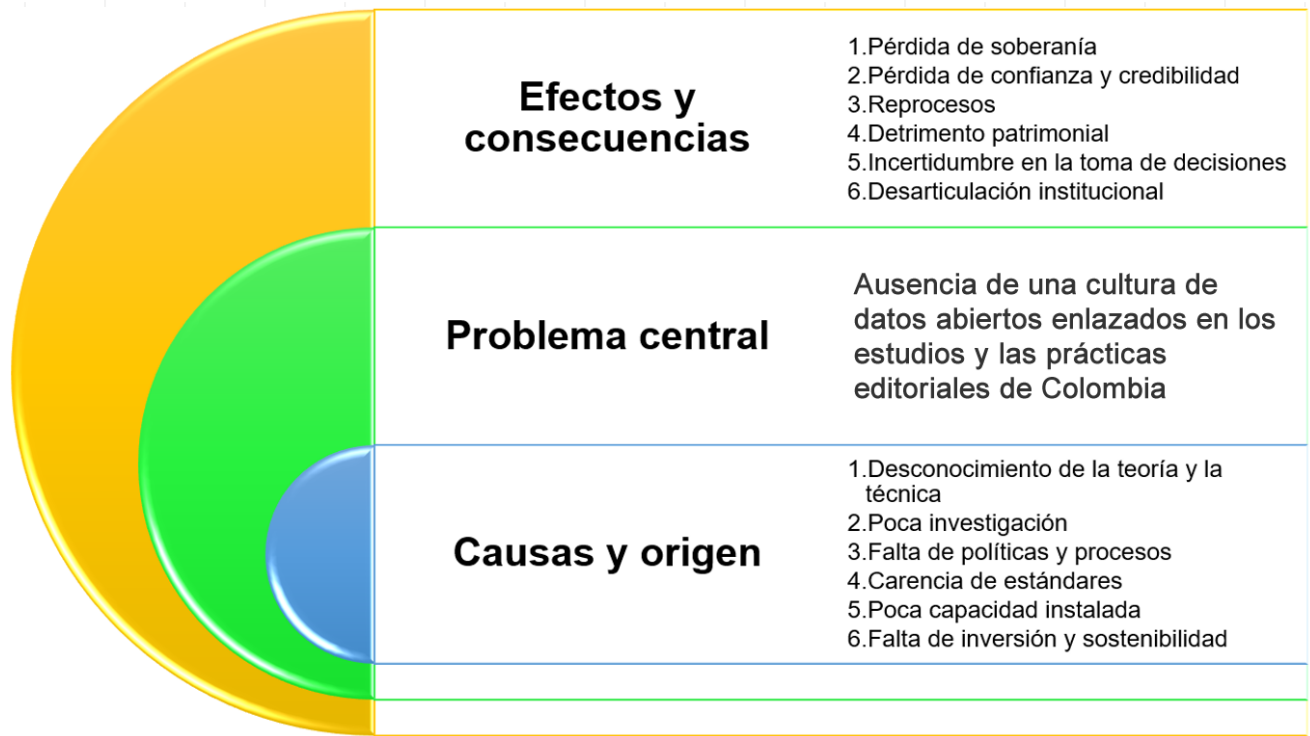 Efectos y
consecuencias
1.Pérdida de soberanía
2.Pérdida de confianza y credibilidad
3.Reprocesos
4.Detrimento patrimonial
5.Incertidumbre en la toma de decisiones
6.Desarticulación institucional
Problema central
Ausencia de una cultura de
datos abiertos enlazados en los
estudios y las prácticas
editoriales de Colombia
Causas y origen
1.Desconocimiento de la teoría y la
técnica
2.Poca investigación
3.Falta de políticas y procesos
4.Carencia de estándares
5.Poca capacidad instalada
6.Falta de inversión y sostenibilidad